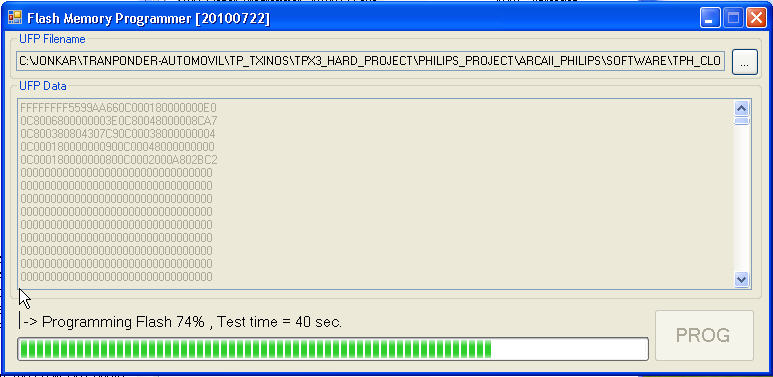 Flash Memory Programmer [20100722]
UFP Filename
C:\JONKAR\TRANPONDER-AUTOMOVIL\TP_TXINOS\TPX3_HARD_PROJECT\PHILIPS_PROJECT\ARCAII_PHILIPS\SOFTWARE\TPH_CLO
...
UFP Data
FFFFFFFF5599AA660C000180000000E0
0C8006800000003E0C80048000008CA7
0C800380804307C90C00038000000004
0C000180000000900C00048000000000
0C000180000000800C0002000A802BC2
00000000000000000000000000000000
00000000000000000000000000000000
00000000000000000000000000000000
00000000000000000000000000000000
00000000000000000000000000000000
00000000000000000000000000000000
00000000000000000000000000000000
00000000000000000000000000000000
00000000000000000000000000000000
|-> Programming Flash 74% , Test time = 40 sec.
PROG